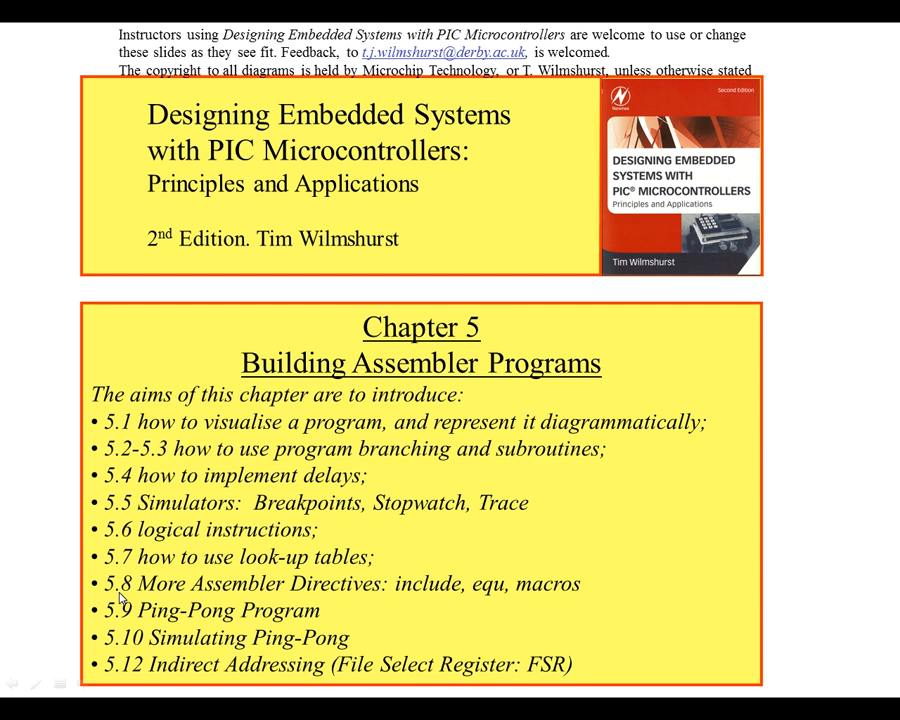 Instructors using Designing Embedded Systems with PIC Microcontrollers are welcome to use or change
these slides as they see fit. Feedback, to t.j.wilmshurst@derby.ac.uk, is welcomed.
The copyright to all diagrams is held by Microchip Technology, or T. Wilmshurst, unless otherwise stated
Designing Embedded Systems
with PIC Microcontrollers:
Principles and Applications
2nd Edition. Tim Wilmshurst
Newnes
Second Edition
DESIGNING EMBEDDED
SYSTEMS WITH
PIC® MICROCONTROLLERS
Principles and Applications
Tim Wilmshurst
Chapter 5
Building Assembler Programs
The aims of this chapter are to introduce:
• 5.1 how to visualise a program, and represent it diagrammatically;
• 5.2-5.3 how to use program branching and subroutines;
• 5.4 how to implement delays;
• 5.5 Simulators: Breakpoints, Stopwatch, Trace
• 5.6 logical instructions;
• 5.7 how to use look-up tables;
• 5.8 More Assembler Directives: include, equ, macros
• 5.9 Ping-Pong Program
• 5.10 Simulating Ping-Pong
• 5.12 Indirect Addressing (File Select Register: FSR)